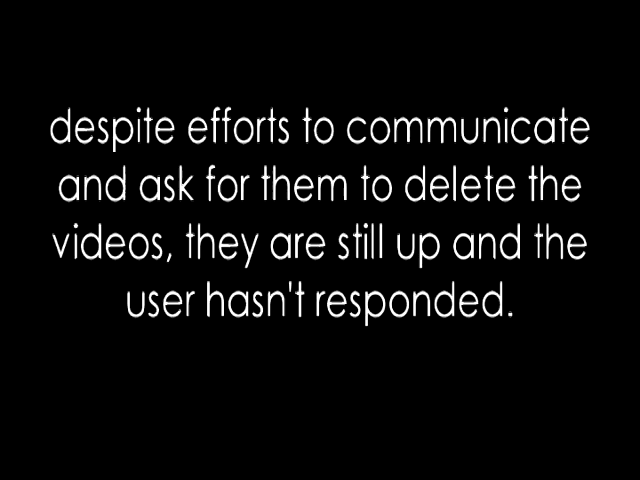 despite efforts to communicate
and ask for them to delete the
videos, they are still up and the
user hasn't responded.